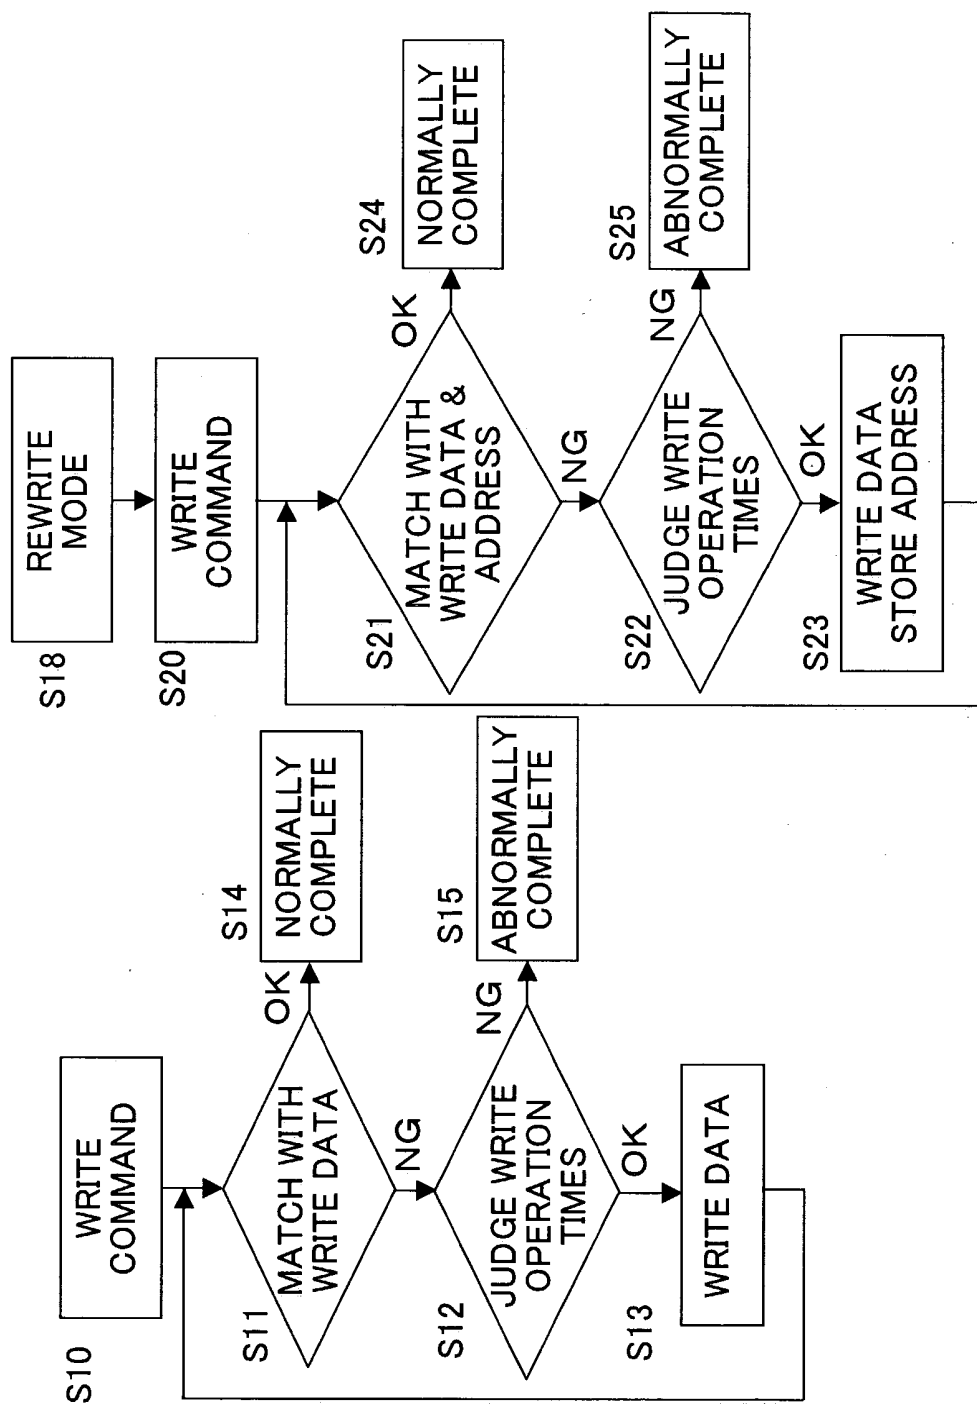 S10
WRITE
COMMAND
S11
MATCH WITH
WRITE DATA
OK
S14
NORMALLY
COMPLETE
NG
S12
JUDGE WRITE
OPERATION
TIMES
NG
S15
ABNORMALLY
COMPLETE
OK
S13
WRITE DATA
S18
REWRITE
MODE
S20
WRITE
COMMAND
S21
MATCH WITH
WRITE DATA &
ADDRESS
OK
S24
NORMALLY
COMPLETE
NG
S22
JUDGE WRITE
OPERATION
TIMES
NG
S25
ABNORMALLY
COMPLETE
OK
S23
WRITE DATA
STORE ADDRESS